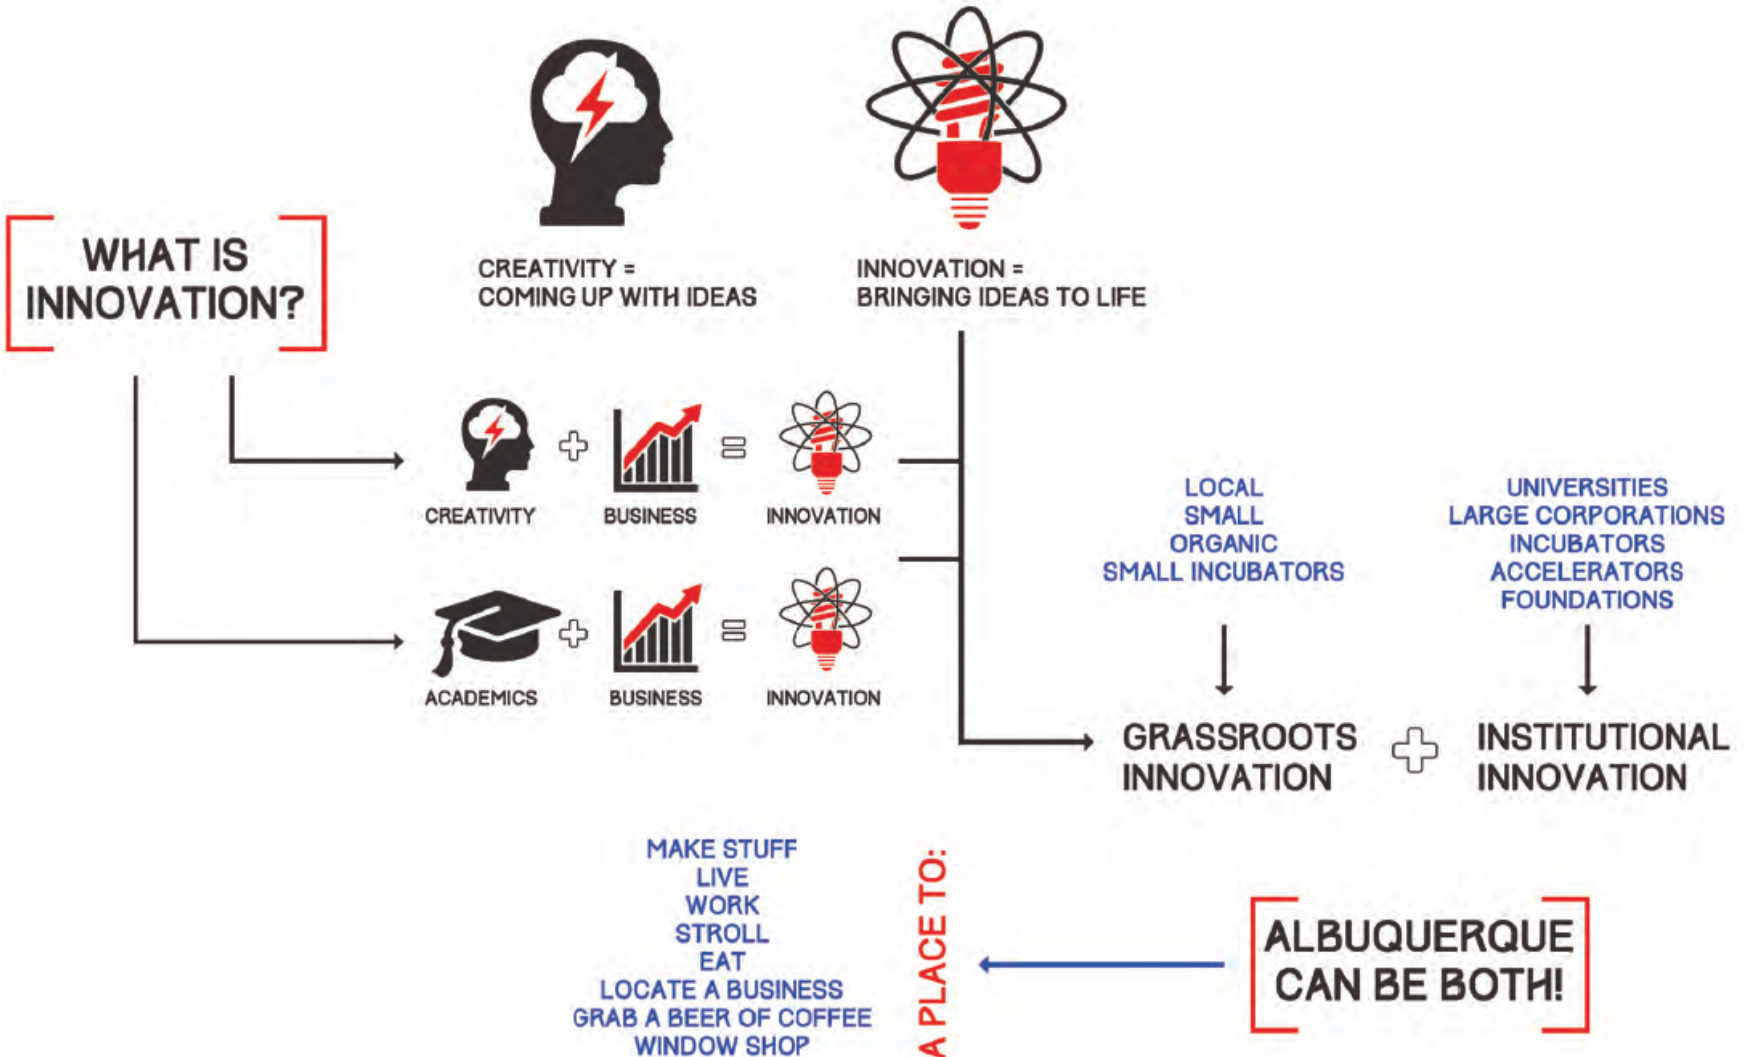 WHAT IS
INNOVATION?
CREATIVITY =
COMING UP WITH IDEAS
INNOVATION =
BRINGING IDEAS TO LIFE
CREATIVITY
BUSINESS
INNOVATION
ACADEMICS
BUSINESS
INNOVATION
LOCAL
SMALL
ORGANIC
SMALL INCUBATORS
UNIVERSITIES
LARGE CORPORATIONS
INCUBATORS
ACCELERATORS
FOUNDATIONS
GRASSROOTS
INNOVATION
INSTITUTIONAL
INNOVATION
ALBUQUERQUE
CAN BE BOTH!
A PLACE TO:
MAKE STUFF
LIVE
WORK
STROLL
EAT
LOCATE A BUSINESS
GRAB A BEER OF COFFEE
WINDOW SHOP